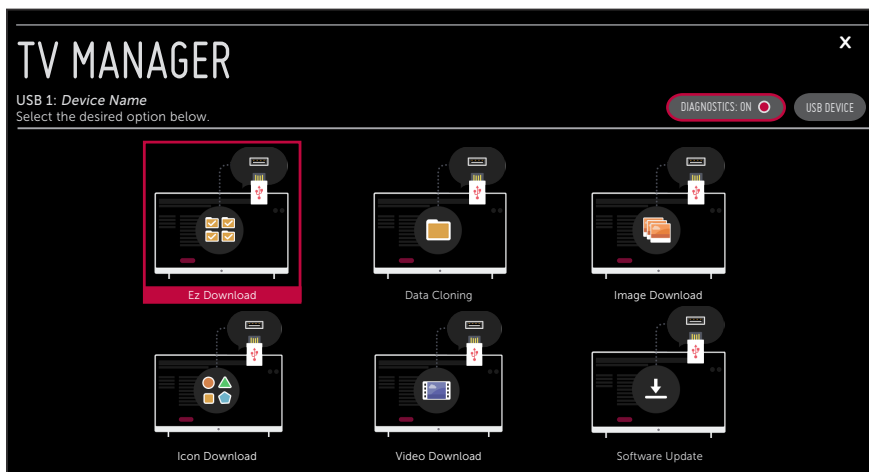 TV MANAGER
X
USB 1: Device Name
Select the desired option below.
DIAGNOSTICS: ON
USB DEVICE
Ez Download
Data Cloning
Image Download
Icon Download
Video Download
Software Update